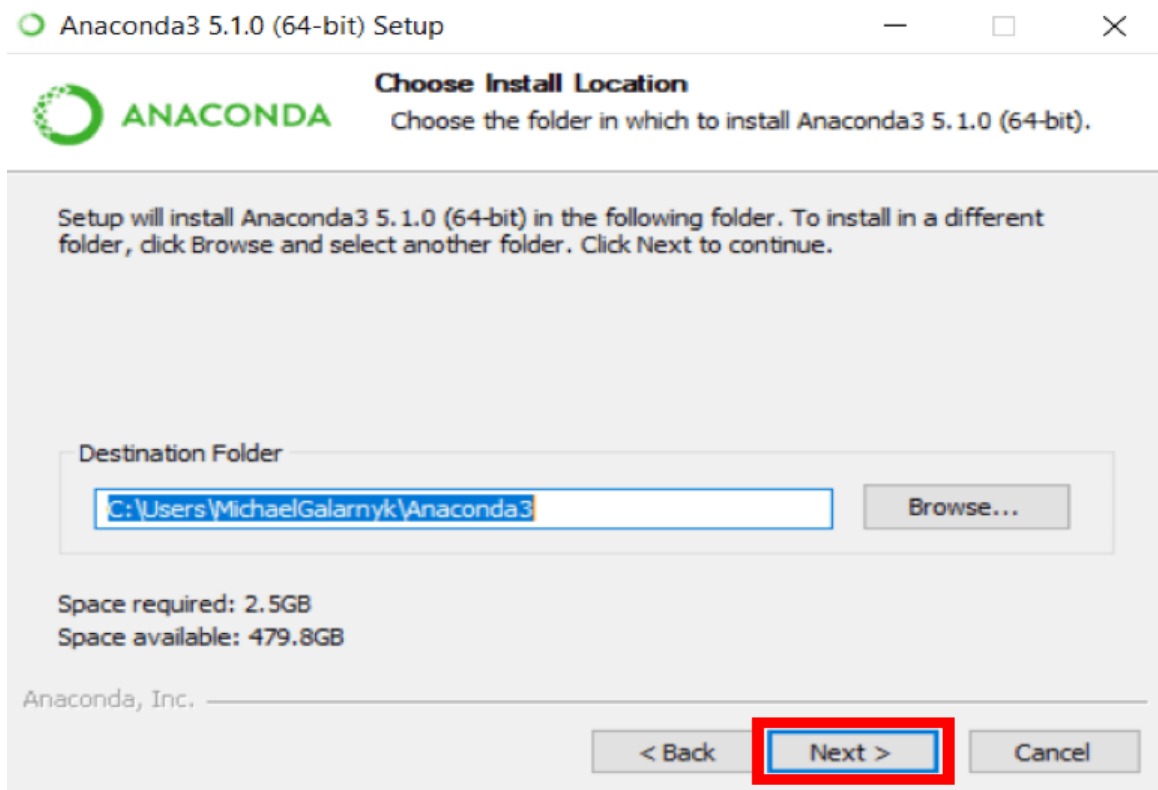 Anaconda3 5.1.0 (64-bit) Setup
ANACONDA
Choose Install Location
Choose the folder in which to install Anaconda3 5.1.0 (64-bit).
Setup will install Anaconda3 5.1.0 (64-bit) in the following folder. To install in a different
folder, click Browse and select another folder. Click Next to continue.
Destination Folder
C:\Users\MichaelGalarnyk\Anaconda3
Browse...
Space required: 2.5GB
Space available: 479.8GB
Anaconda, Inc.
< Back
Next >
Cancel